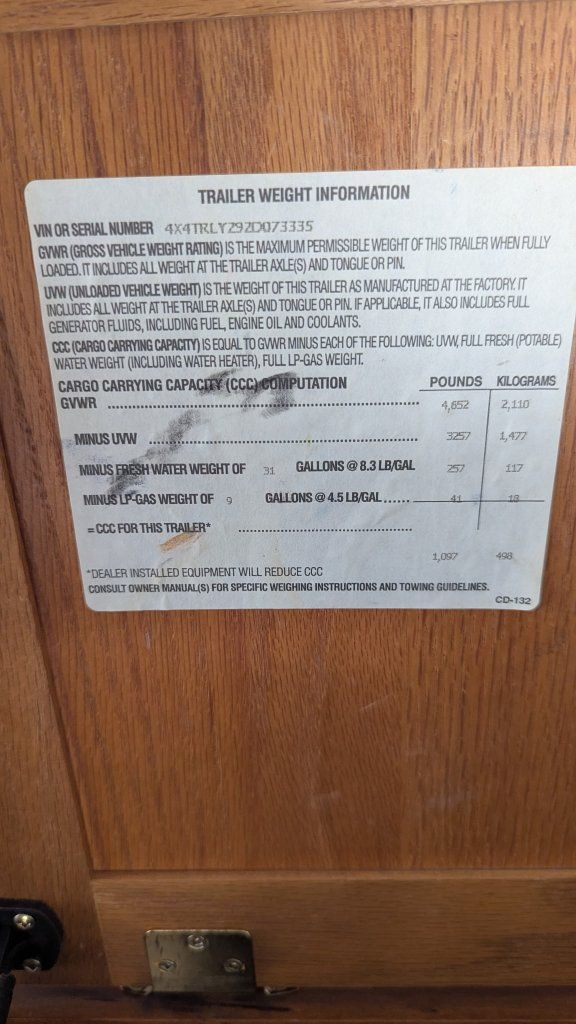 TRAILER WEIGHT INFORMATION
VIN OR SERIAL NUMBER 4X4TRLYZ92D073335
GVWR (GROSS VEHICLE WEIGHT RATING) IS THE MAXIMUM PERMISSIBLE WEIGHT OF THIS TRAILER WHEN FULLY
LOADED. IT INCLUDES ALL WEIGHT AT THE TRAILER AXLE(S) AND TONGUE OR PIN.
UVW (UNLOADED VEHICLE WEIGHT) IS THE WEIGHT OF THIS TRAILER AS MANUFACTURED AT THE FACTORY. IT
INCLUDES ALL WEIGHT AT THE TRAILER AXLE(S) AND TONGUE OR PIN. IF APPLICABLE, IT ALSO INCLUDES FULL
GENERATOR FLUIDS, INCLUDING FUEL, ENGINE OIL AND COOLANTS.
CCC (CARGO CARRYING CAPACITY) IS EQUAL TO GVWR MINUS EACH OF THE FOLLOWING: UVW, FULL FRESH (POTABLE)
WATER WEIGHT (INCLUDING WATER HEATER), FULL LP-GAS WEIGHT.
CARGO CARRYING CAPACITY (CCC) COMPUTATION POUNDS KILOGRAMS
GVWR ........ 4,652 2,110
MINUS UVW ........ 3257 1,477
MINUS FRESH WATER WEIGHT OF 31 GALLONS @ 8.3 LB/GAL 257 117
MINUS LP-GAS WEIGHT OF 9 GALLONS @ 4.5 LB/GAL ...... 41 18
= CCC FOR THIS TRAILER* ........
1,097 498
*DEALER INSTALLED EQUIPMENT WILL REDUCE CCC
CONSULT OWNER MANUAL(S) FOR SPECIFIC WEIGHING INSTRUCTIONS AND TOWING GUIDELINES.
CD-132